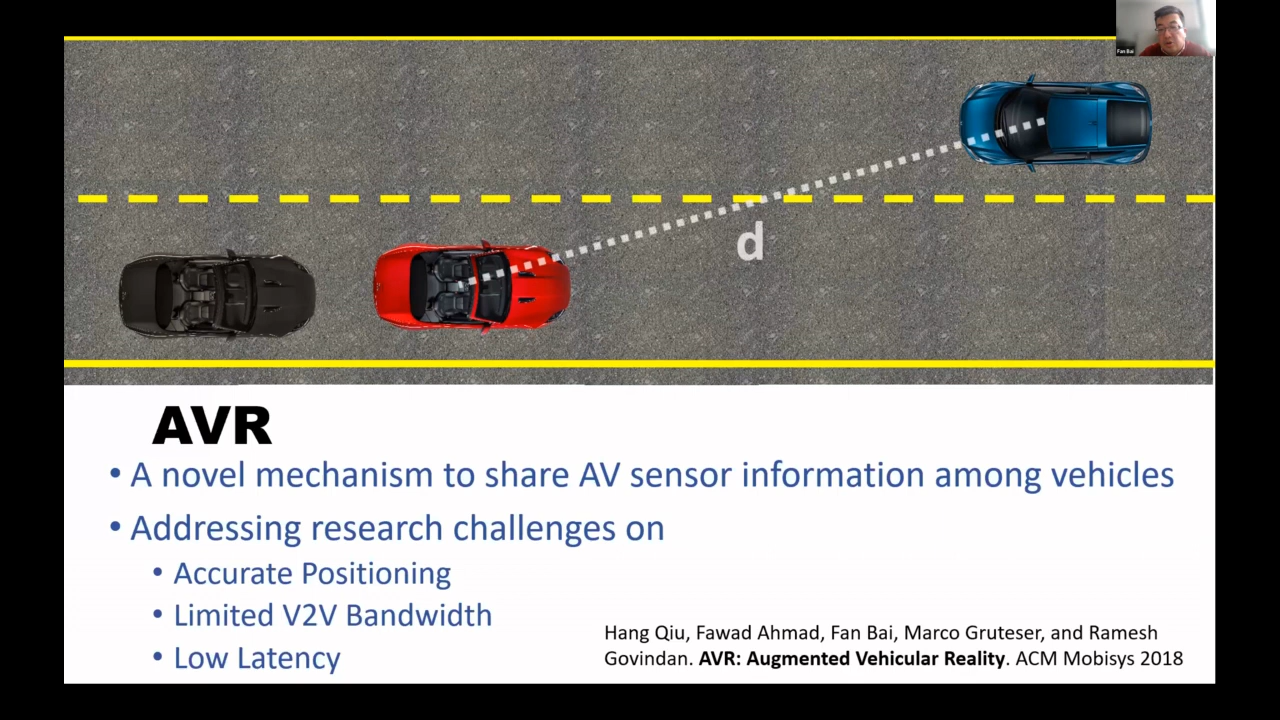 Fan Bai
d
AVR
• A novel mechanism to share AV sensor information among vehicles
• Addressing research challenges on
• Accurate Positioning
• Limited V2V Bandwidth
• Low Latency
Hang Qiu, Fawad Ahmad, Fan Bai, Marco Gruteser, and Ramesh
Govindan. AVR: Augmented Vehicular Reality. ACM Mobisys 2018